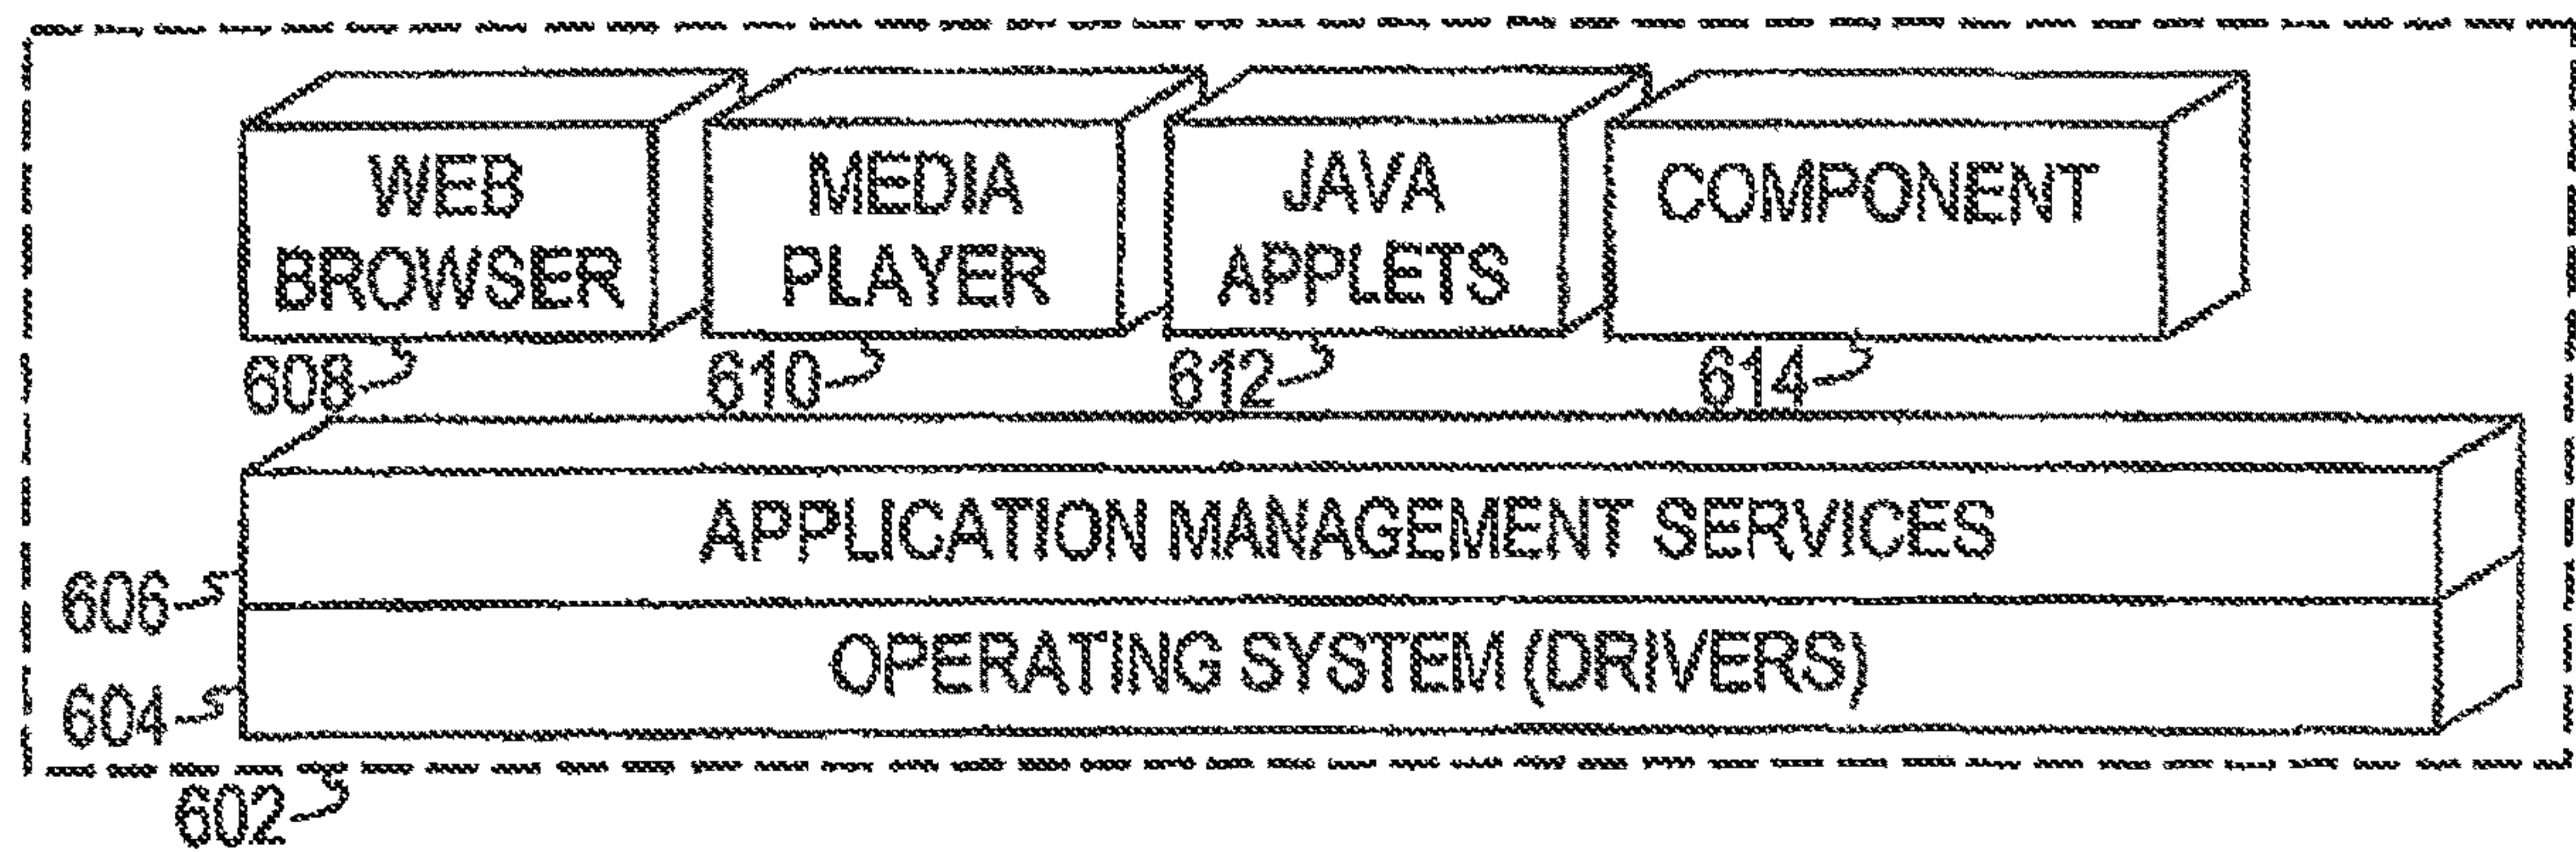 WEB
BROWSER
MEDIA
PLAYER
JAVA
APPLETS
COMPONENT
608
610
612
614
APPLICATION MANAGEMENT SERVICES
606
OPERATING SYSTEM (DRIVERS)
604
602